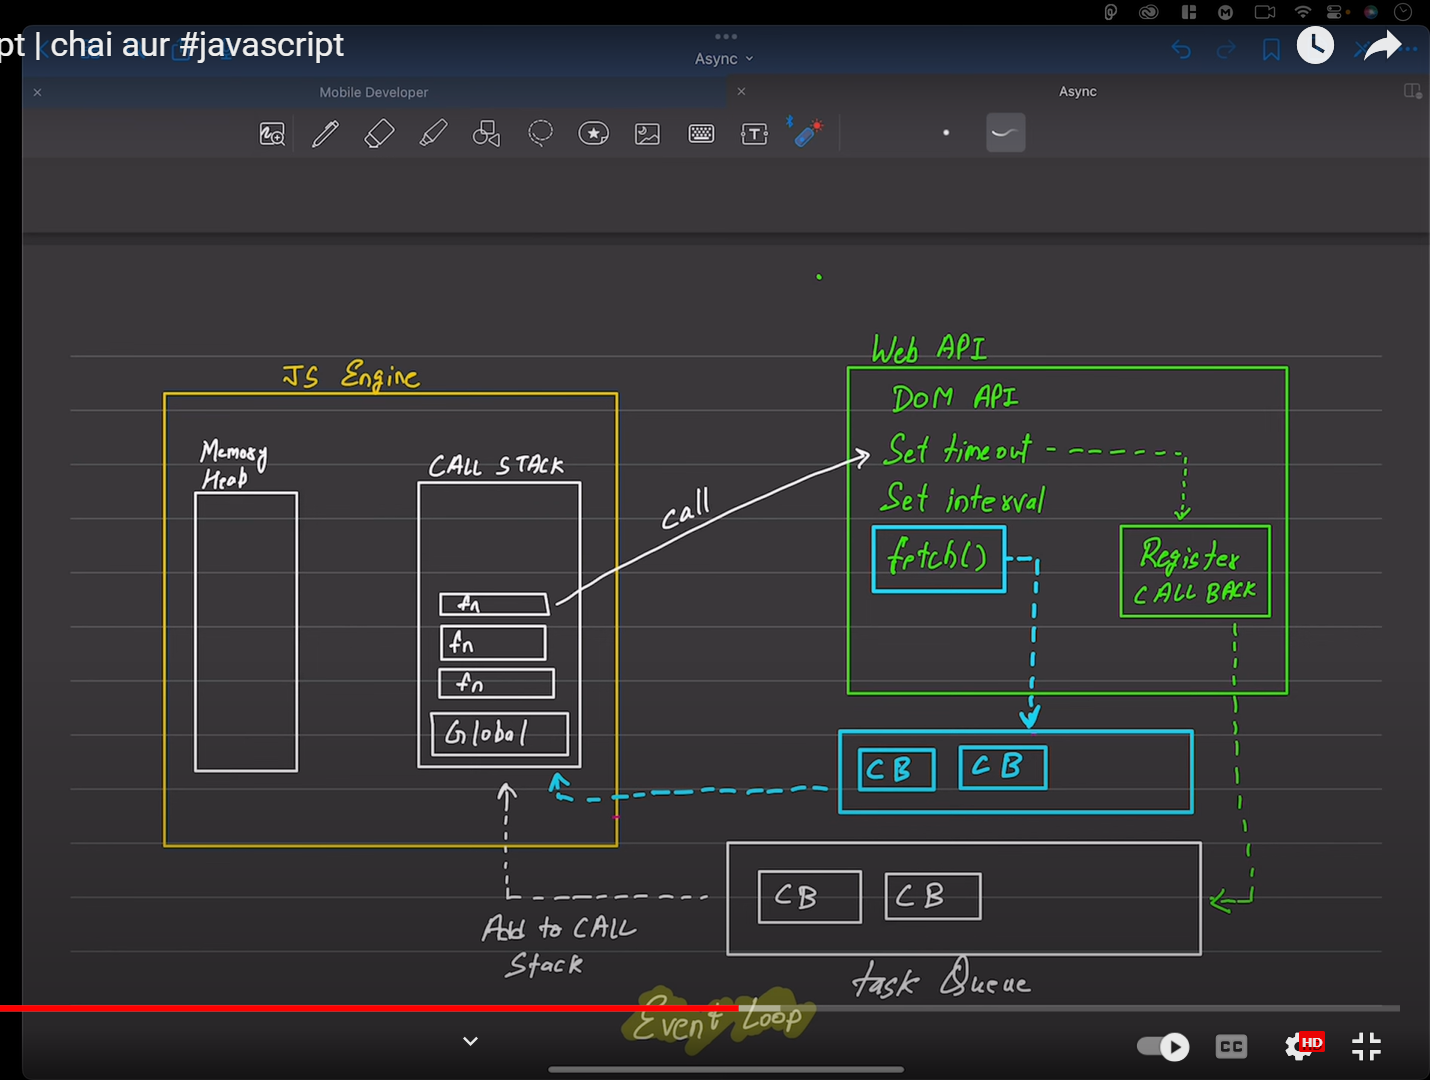 pt | chai aur #javascript
Async
Mobile Developer
Async
JS Engine
Memory
Heap
CALL STACK
fn
fn
fn
Global
call
Web API
DOM API
Set timeout
Set interval
fetch()
Register
CALL BACK
CB CB
CB CB
Add to CALL
Stack
task Queue
Event Loop
CC
HD